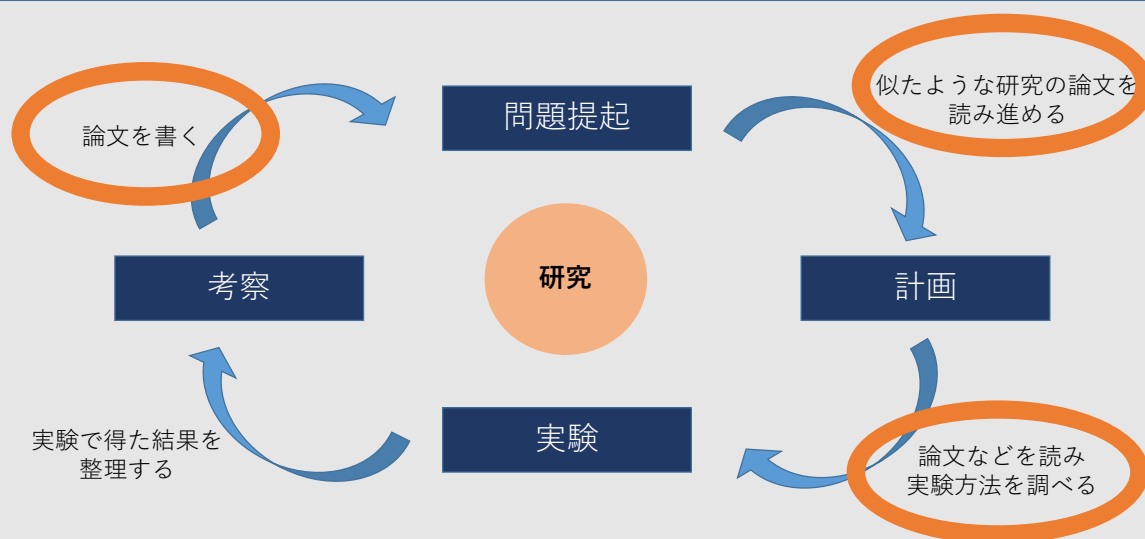 問題提起
似たような研究の論文を
読み進める
論文を書く
考察
研究
計画
実験
実験で得た結果を
整理する
論文などを読み
実験方法を調べる